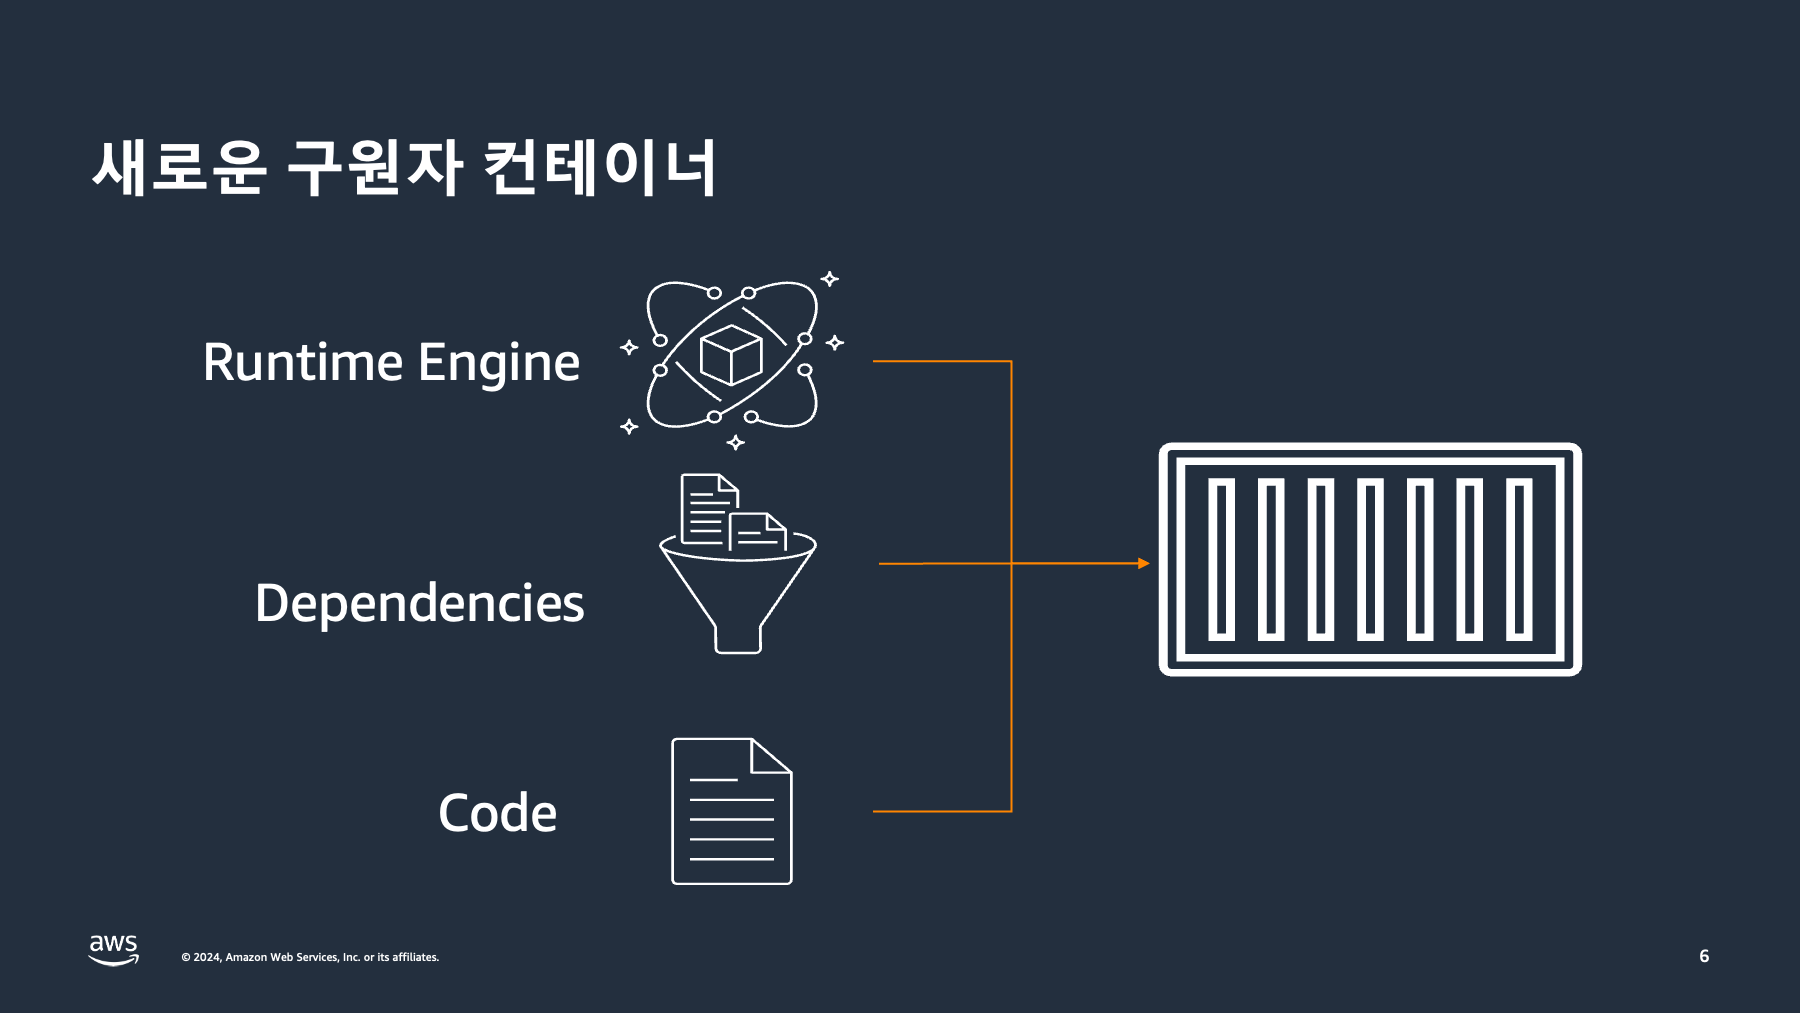 새로운 구원자 컨테이너
Runtime Engine
Dependencies
Code
aws
© 2024, Amazon Web Services, Inc. or its affiliates.
6